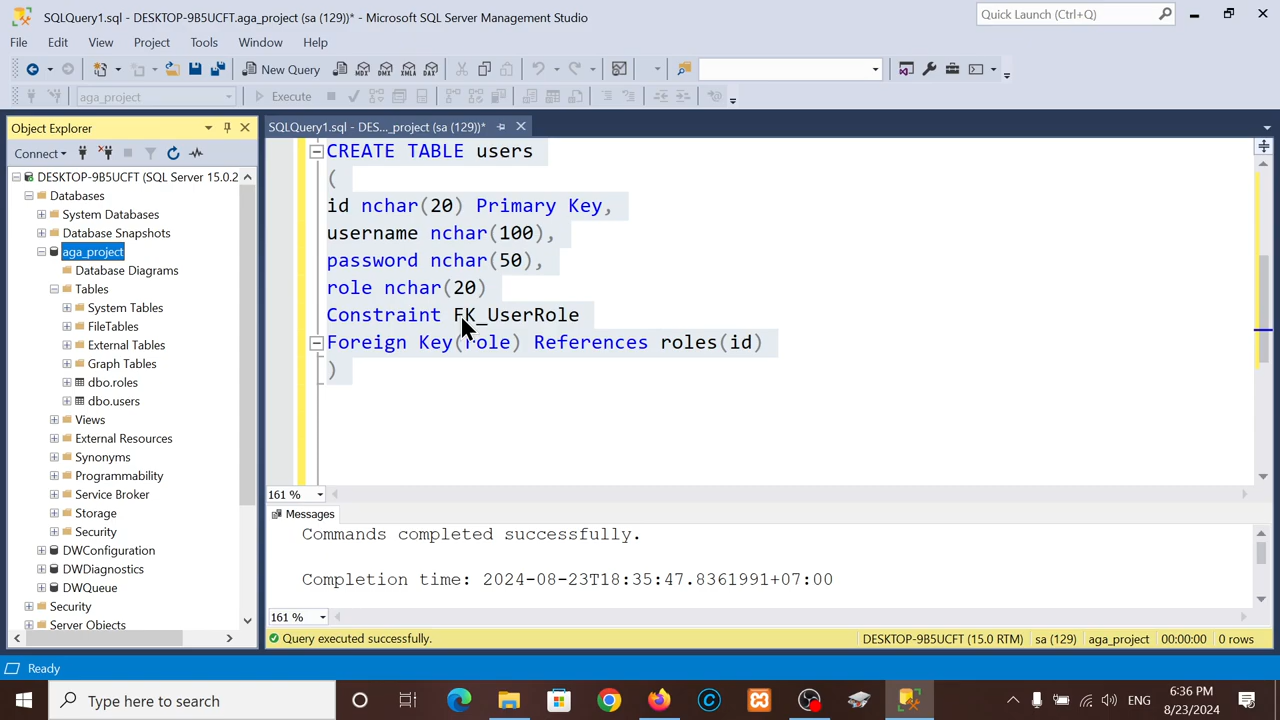 SQLQuery1.sql - DESKTOP-9B5UCFT.aga_project (sa (129))* - Microsoft SQL Server Management Studio
Quick Launch (Ctrl+Q)
File Edit View Project Tools Window Help
New Query
MDX DMX XMLA DAX
aga_project
Execute
Object Explorer
SQLQuery1.sql - DES..._project (sa (129))*
Connect
DESKTOP-9B5UCFT (SQL Server 15.0.2
Databases
System Databases
Database Snapshots
aga_project
Database Diagrams
Tables
System Tables
FileTables
External Tables
Graph Tables
dbo.roles
dbo.users
Views
External Resources
Synonyms
Programmability
Service Broker
Storage
Security
DWConfiguration
DWDiagnostics
DWQueue
Security
Server Objects
CREATE TABLE users
(
id nchar(20) Primary Key,
username nchar(100),
password nchar(50),
role nchar(20)
Constraint FK_UserRole
Foreign Key(role) References roles(id)
)
161 %
Messages
Commands completed successfully.
Completion time: 2024-08-23T18:35:47.8361991+07:00
161 %
Query executed successfully.
DESKTOP-9B5UCFT (15.0 RTM) sa (129) aga_project 00:00:00 0 rows
Ready
Type here to search
ENG
6:36 PM
8/23/2024